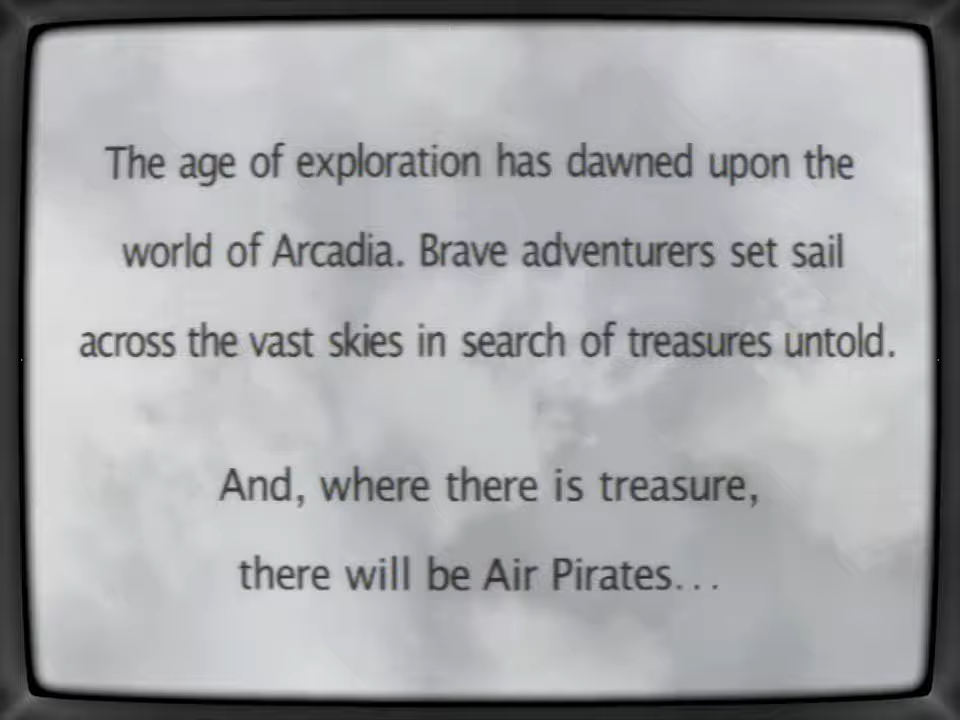 The age of exploration has dawned upon the
world of Arcadia. Brave adventurers set sail
across the vast skies in search of treasures untold.
And, where there is treasure,
there will be Air Pirates...